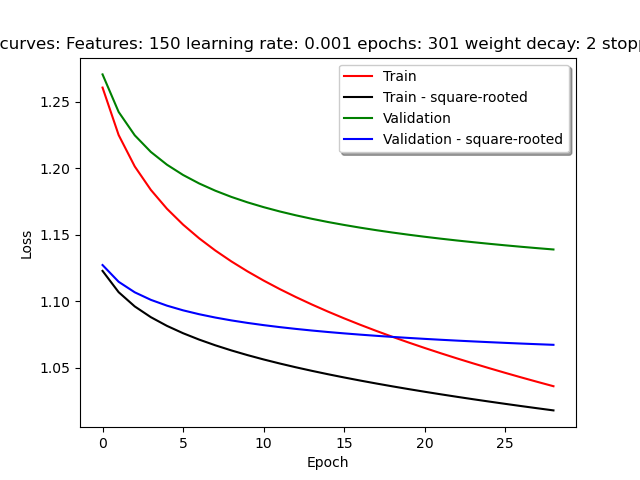 curves: Features: 150 learning rate: 0.001 epochs: 301 weight decay: 2
Train
Train - square-rooted
Validation
Validation - square-rooted
1.25
1.20
1.15
1.10
1.05
Loss
0
5
10
15
20
25
Epoch